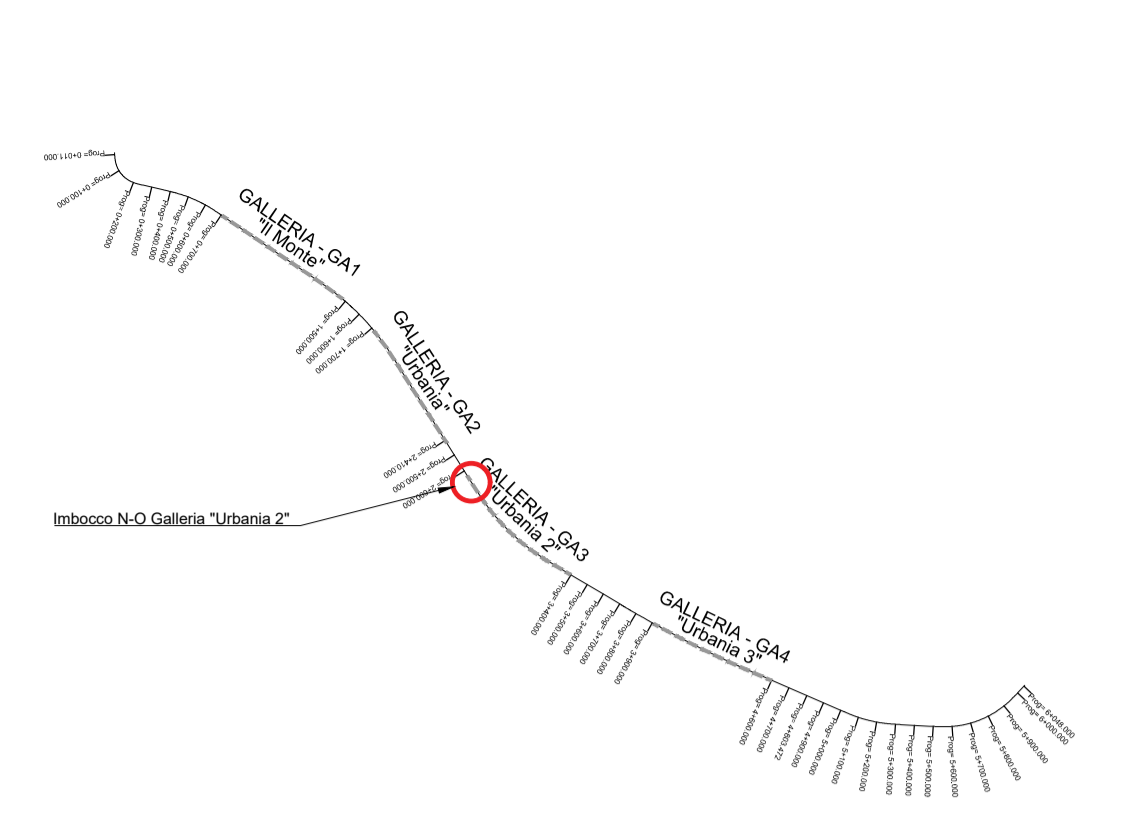 Prog= 0+011.000
Prog= 0+100.000
Prog= 0+200.000
Prog= 0+300.000
Prog= 0+400.000
Prog= 0+500.000
Prog= 0+600.000
Prog= 0+700.000
GALLERIA - GA1
"Il Monte"
Prog= 1+500.000
Prog= 1+600.000
Prog= 1+700.000
GALLERIA - GA2
"Urbania"
Prog= 2+410.000
Prog= 2+500.000
Prog= 2+600.000
Imbocco N-O Galleria "Urbania 2"
GALLERIA - GA3
"Urbania 2"
Prog= 3+400.000
Prog= 3+500.000
Prog= 3+600.000
Prog= 3+700.000
Prog= 3+800.000
Prog= 3+900.000
GALLERIA - GA4
"Urbania 3"
Prog= 4+600.000
Prog= 4+700.000
Prog= 4+803.472
Prog= 4+900.000
Prog= 5+000.000
Prog= 5+100.000
Prog= 5+200.000
Prog= 5+300.000
Prog= 5+400.000
Prog= 5+500.000
Prog= 5+600.000
Prog= 5+700.000
Prog= 5+800.000
Prog= 5+900.000
Prog= 6+000.000
Prog= 6+048.000